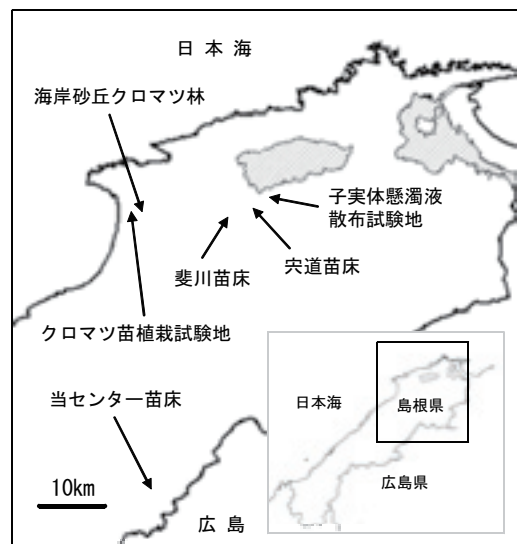 日本海
海岸砂丘クロマツ林
子実体懸濁液
散布試験地
宍道苗床
斐川苗床
クロマツ苗植栽試験地
当センター苗床
10km
広島
日本海
島根県
広島県